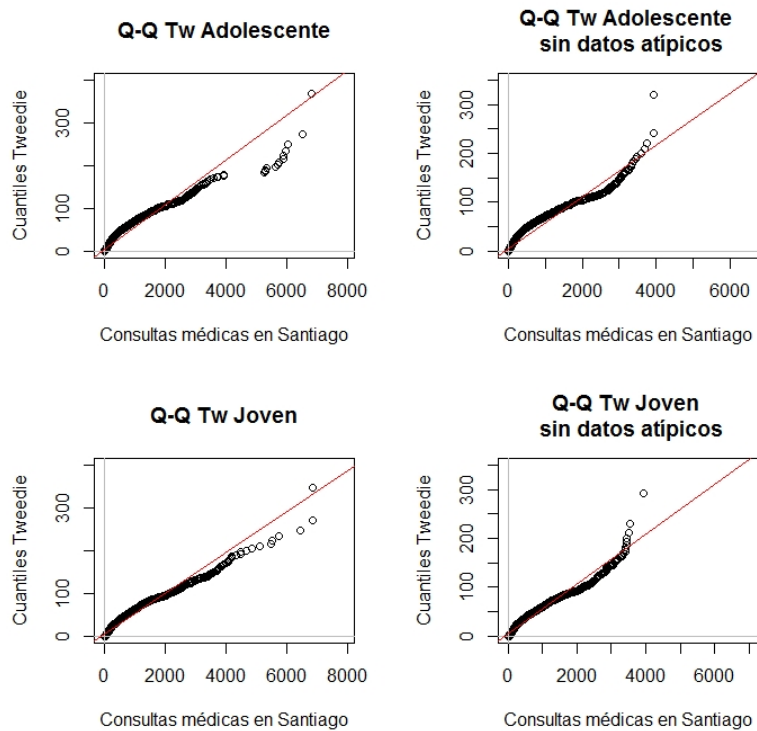 Q-Q Tw Adolescente
Cuantiles Tweedie
0 100 300
0 2000 4000 6000 8000
Consultas médicas en Santiago
Q-Q Tw Adolescente
sin datos atípicos
Cuantiles Tweedie
0 100 200 300
0 2000 4000 6000
Consultas médicas en Santiago
Q-Q Tw Joven
Cuantiles Tweedie
0 100 300
0 2000 4000 6000 8000
Consultas médicas en Santiago
Q-Q Tw Joven
sin datos atípicos
Cuantiles Tweedie
0 100 200 300
0 2000 4000 6000
Consultas médicas en Santiago